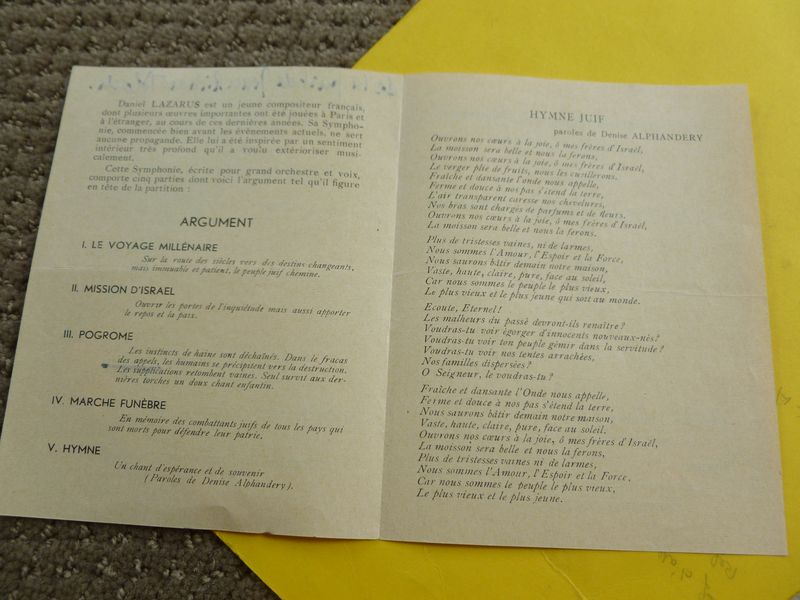 Daniel LAZARUS est un jeune compositeur français,
dont plusieurs œuvres importantes ont été jouées à Paris et
à l'étranger, au cours de ces dernières années. Sa Sympho-
nie, commencée bien avant les événements actuels, ne sert
aucune propagande. Elle lui a été inspirée par un sentiment
intérieur très profond qu'il a voulu extérioriser musi-
calement.
Cette Symphonie, écrite pour grand orchestre et voix,
comporte cinq parties dont voici l'argument tel qu'il figure
en tête de la partition :
ARGUMENT
I. LE VOYAGE MILLÉNAIRE
Sur la route des siècles vers des destins changeants,
mais immuable et patient, le peuple juif chemine.
II. MISSION D'ISRAEL
Ouvrir les portes de l'inquiétude mais aussi apporter
le repos et la paix.
III. POGROME
Les instincts de haine sont déchaînés. Dans le fracas
des appels, les humains se précipitent vers la destruction.
Les supplications retombent vaines. Seul survit aux der-
nières torches un doux chant enfantin.
IV. MARCHE FUNÈBRE
En mémoire des combattants juifs de tous les pays qui
sont morts pour défendre leur patrie.
V. HYMNE
Un chant d'espérance et de souvenir
(Paroles de Denise Alphandery).
HYMNE JUIF
paroles de Denise ALPHANDERY
Ouvrons nos cœurs à la joie, ô mes frères d'Israël,
La moisson sera belle et nous la ferons,
Ouvrons nos cœurs à la joie, ô mes frères d'Israël,
Le verger plie de fruits, nous les cueillerons.
Fraîche et dansante l'onde nous appelle,
Ferme et douce à nos pas s'étend la terre,
L'air transparent caresse nos chevelures,
Nos bras sont chargés de parfums et de fleurs.
Ouvrons nos cœurs à la joie, ô mes frères d'Israël,
La moisson sera belle et nous la ferons.
Plus de tristesses vaines, ni de larmes,
Nous sommes l'Amour, l'Espoir et la Force,
Nous saurons bâtir demain notre maison,
Vaste, haute, claire, pure, face au soleil,
Car nous sommes le peuple le plus vieux,
Le plus vieux et le plus jeune qui soit au monde.
Ecoute, Eternel !
Les malheurs du passé devront-ils renaître ?
Voudras-tu voir égorger d'innocents nouveaux-nés ?
Voudras-tu voir ton peuple gémir dans la servitude ?
Voudras-tu voir nos tentes arrachées,
Nos familles dispersées ?
O Seigneur, le voudras-tu ?
Fraîche et dansante l'Onde nous appelle,
Ferme et douce à nos pas s'étend la terre,
Nous saurons bâtir demain notre maison,
Vaste, haute, claire, pure, face au soleil.
Ouvrons nos cœurs à la joie, ô mes frères d'Israël,
La moisson sera belle et nous la ferons,
Plus de tristesses vaines ni de larmes,
Nous sommes l'Amour, l'Espoir et la Force,
Car nous sommes le peuple le plus vieux,
Le plus vieux et le plus jeune.